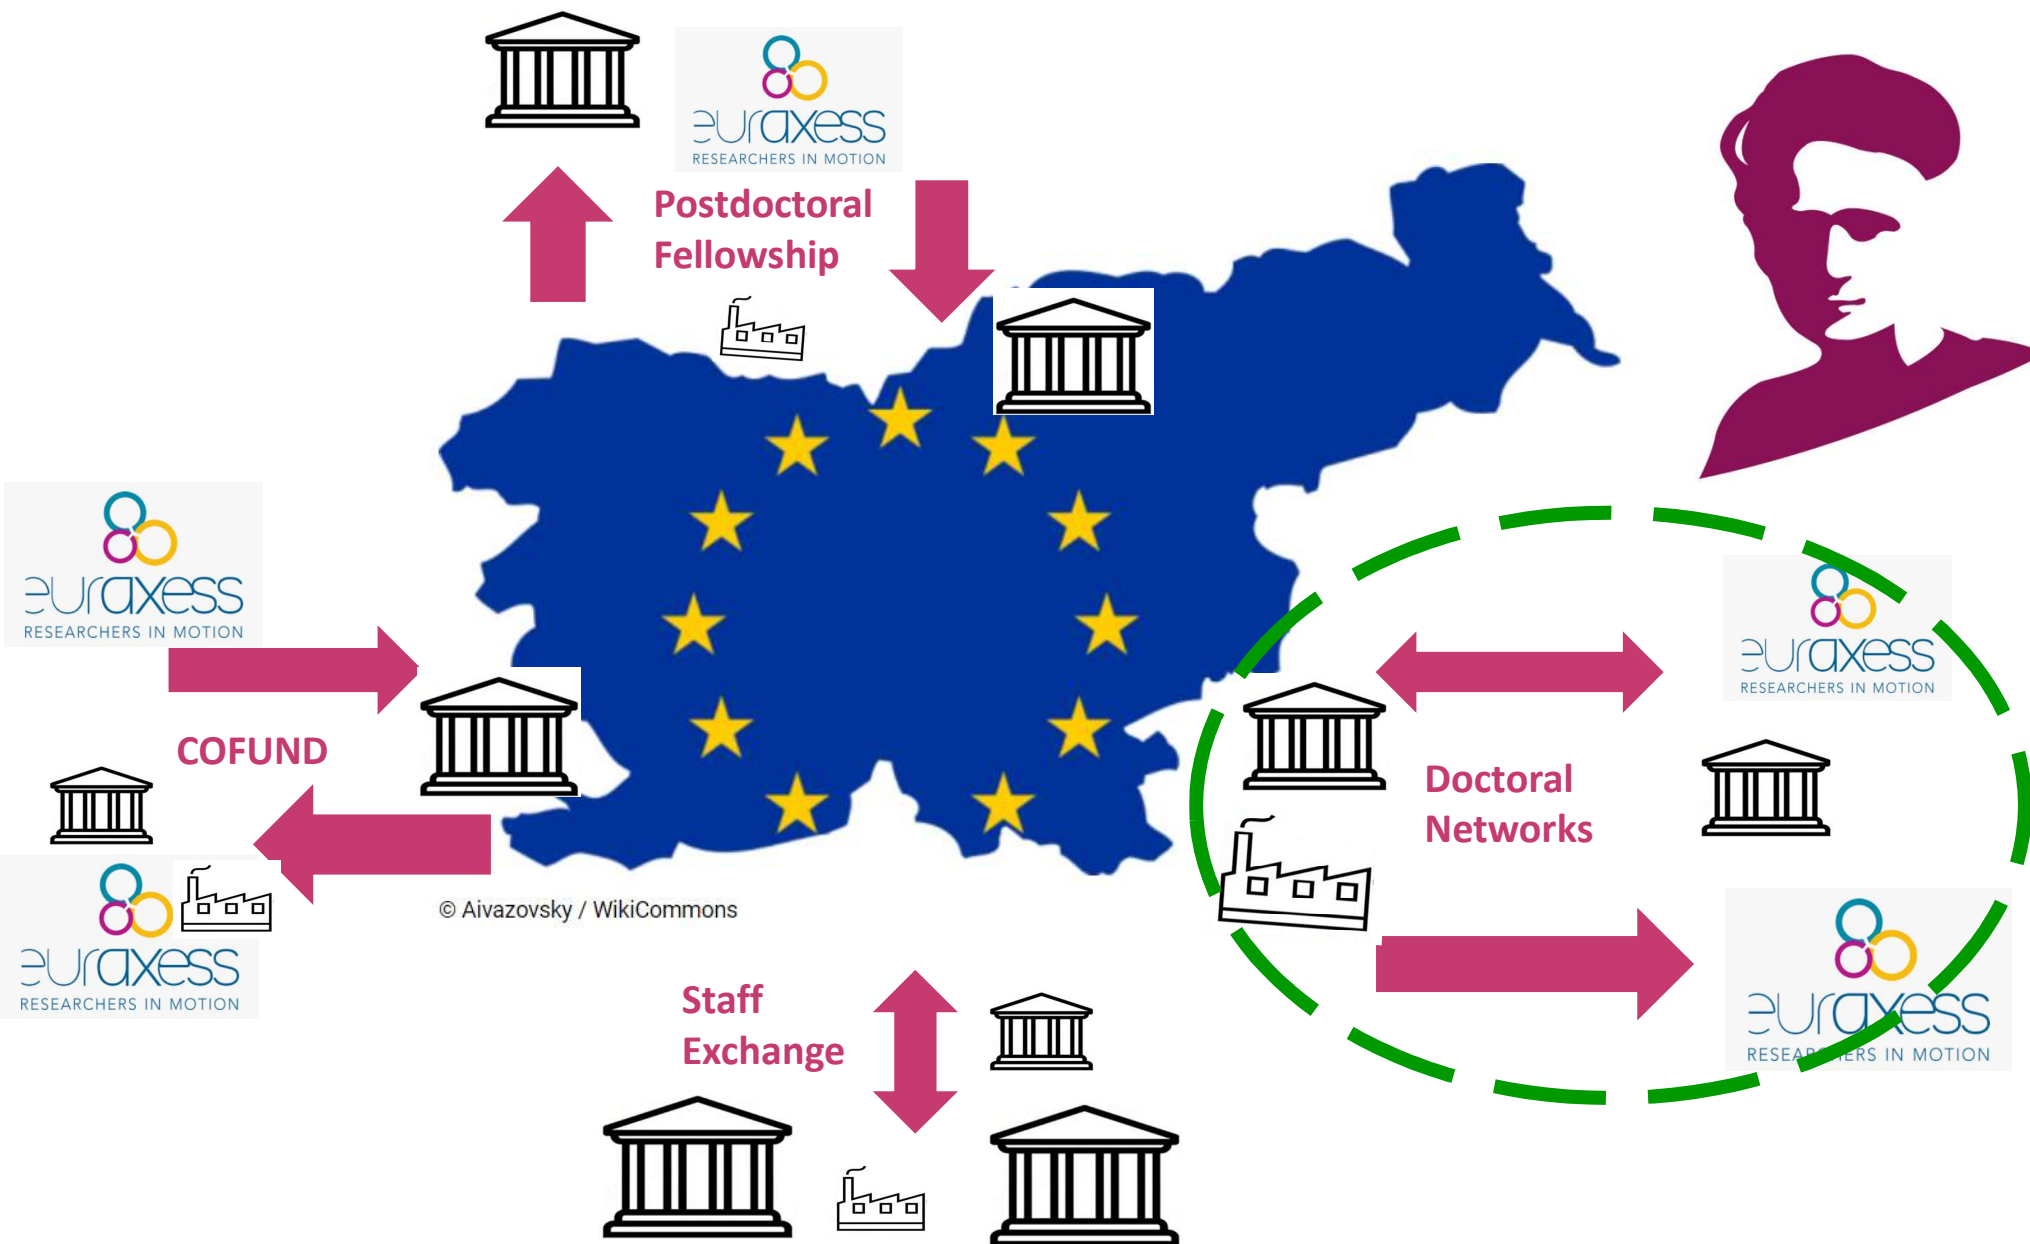 euraxess
RESEARCHERS IN MOTION
Postdoctoral
Fellowship
euraxess
RESEARCHERS IN MOTION
COFUND
euraxess
RESEARCHERS IN MOTION
© Aivazovsky / WikiCommons
euraxess
RESEARCHERS IN MOTION
Doctoral
Networks
euraxess
RESEARCHERS IN MOTION
Staff
Exchange